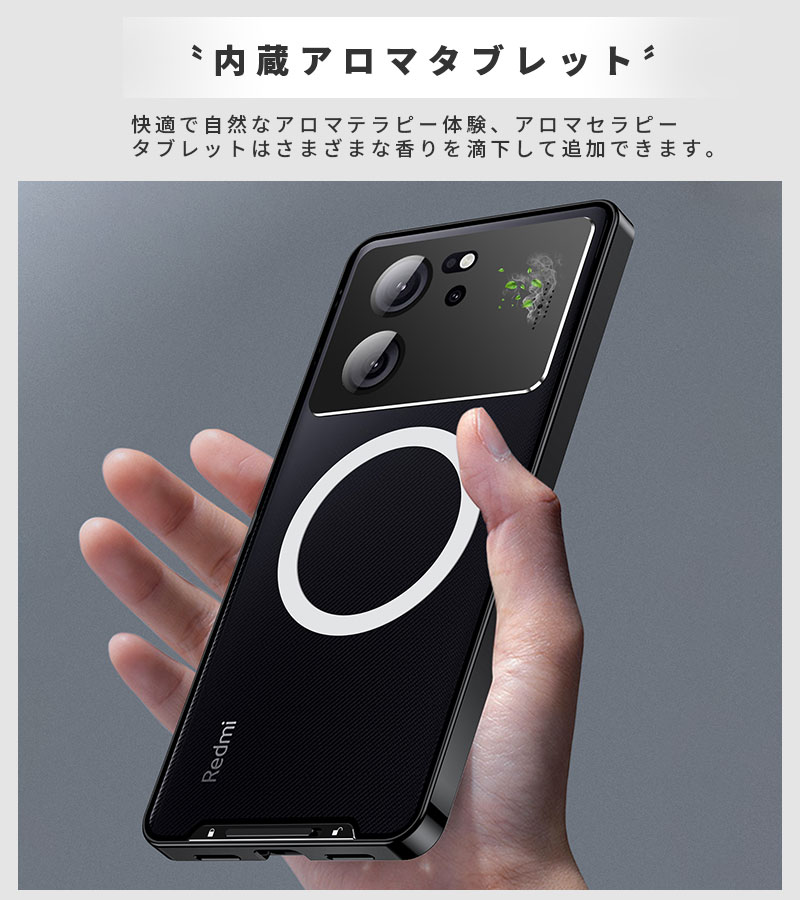 〝内蔵アロマタブレット〞
快適で自然なアロマテラピー体験、アロマセラピー
タブレットはさまざまな香りを滴下して追加できます。
Redmi